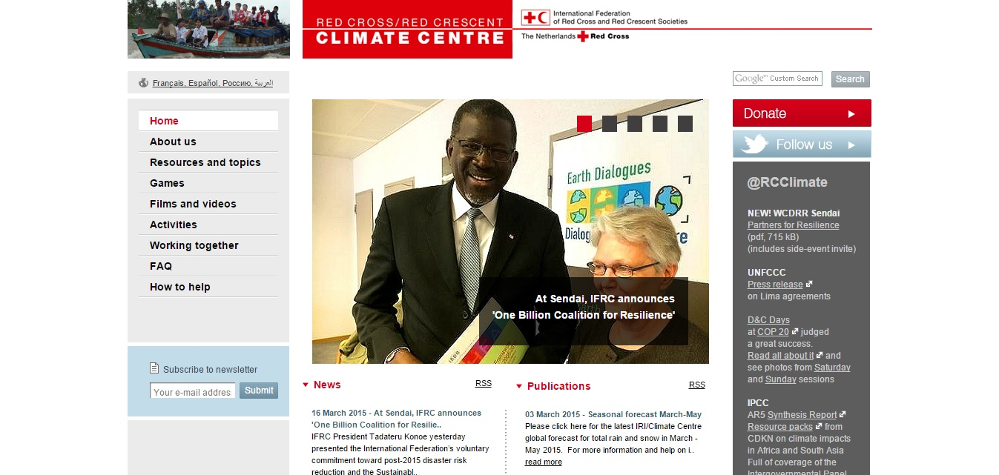 RED CROSS/RED CRESCENT
CLIMATE CENTRE
International Federation
of Red Cross and Red Crescent Societies
The Netherlands Red Cross
Français, Español, Россию, العربية
Home
About us
Resources and topics
Games
Films and videos
Activities
Working together
FAQ
How to help
Subscribe to newsletter
Your e-mail addres
Submit
Earth Dialogues
At Sendai, IFRC announces
'One Billion Coalition for Resilience'
News
RSS
16 March 2015 - At Sendai, IFRC announces
'One Billion Coalition for Resilie..
IFRC President Tadateru Konoe yesterday
presented the International Federation's voluntary
commitment toward post-2015 disaster risk
reduction and the Sustainabl..
Publications
RSS
03 March 2015 - Seasonal forecast March-May
Please click here for the latest IRI/Climate Centre
global forecast for total rain and snow in March -
May 2015. For more information and help on i..
read more
Google™ Custom Search
Search
Donate
Follow us
@RCClimate
NEW! WCDRR Sendai
Partners for Resilience
(pdf, 715 kB)
(includes side-event invite)
UNFCCC
Press release
on Lima agreements
D&C Days
at COP 20 judged
a great success.
Read all about it and
see photos from Saturday
and Sunday sessions
IPCC
AR5 Synthesis Report
Resource packs from
CDKN on climate impacts
in Africa and South Asia
Full of coverage of the
Intergovernmental Panel